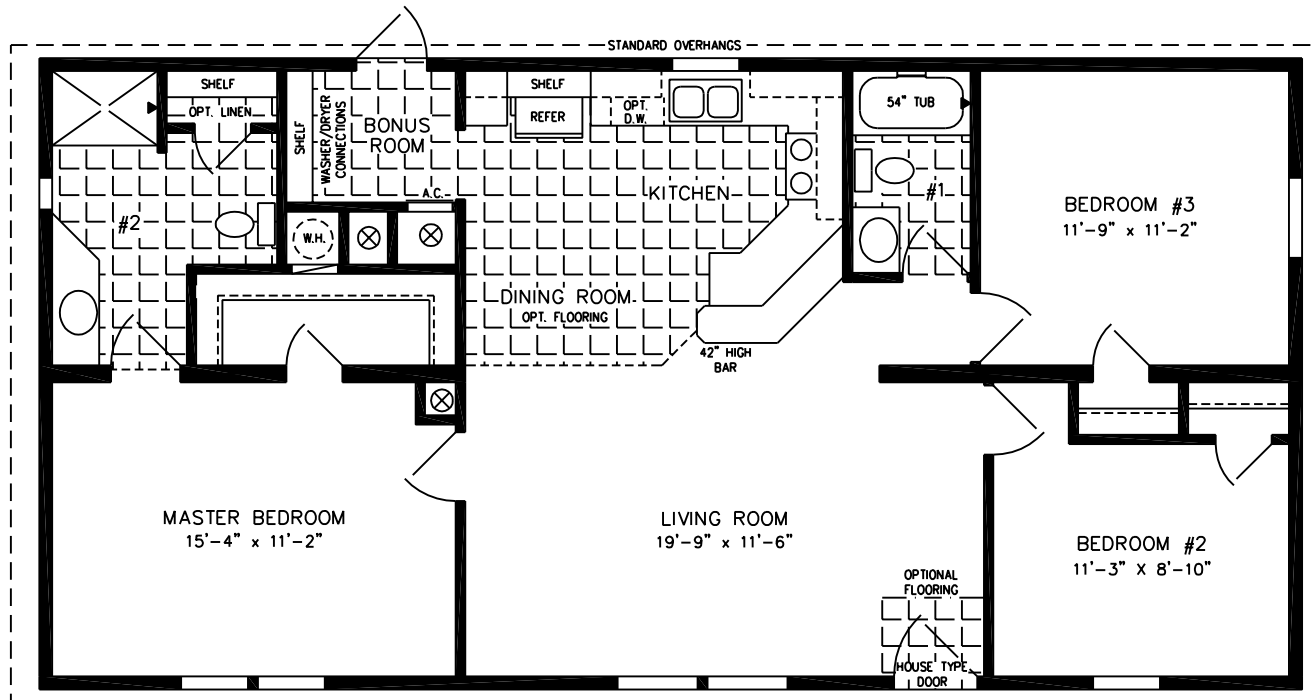 STANDARD OVERHANGS
SHELF
OPT. LINEN
SHELF
WASHER/DRYER
CONNECTIONS
BONUS
ROOM
A.C.
W.H.
#2
SHELF
REFER
OPT.
D.W.
KITCHEN
54" TUB
#1
BEDROOM #3
11'-9" x 11'-2"
DINING ROOM
OPT. FLOORING
42" HIGH
BAR
MASTER BEDROOM
15'-4" x 11'-2"
LIVING ROOM
19'-9" x 11'-6"
BEDROOM #2
11'-3" X 8'-10"
OPTIONAL
FLOORING
HOUSE TYPE
DOOR